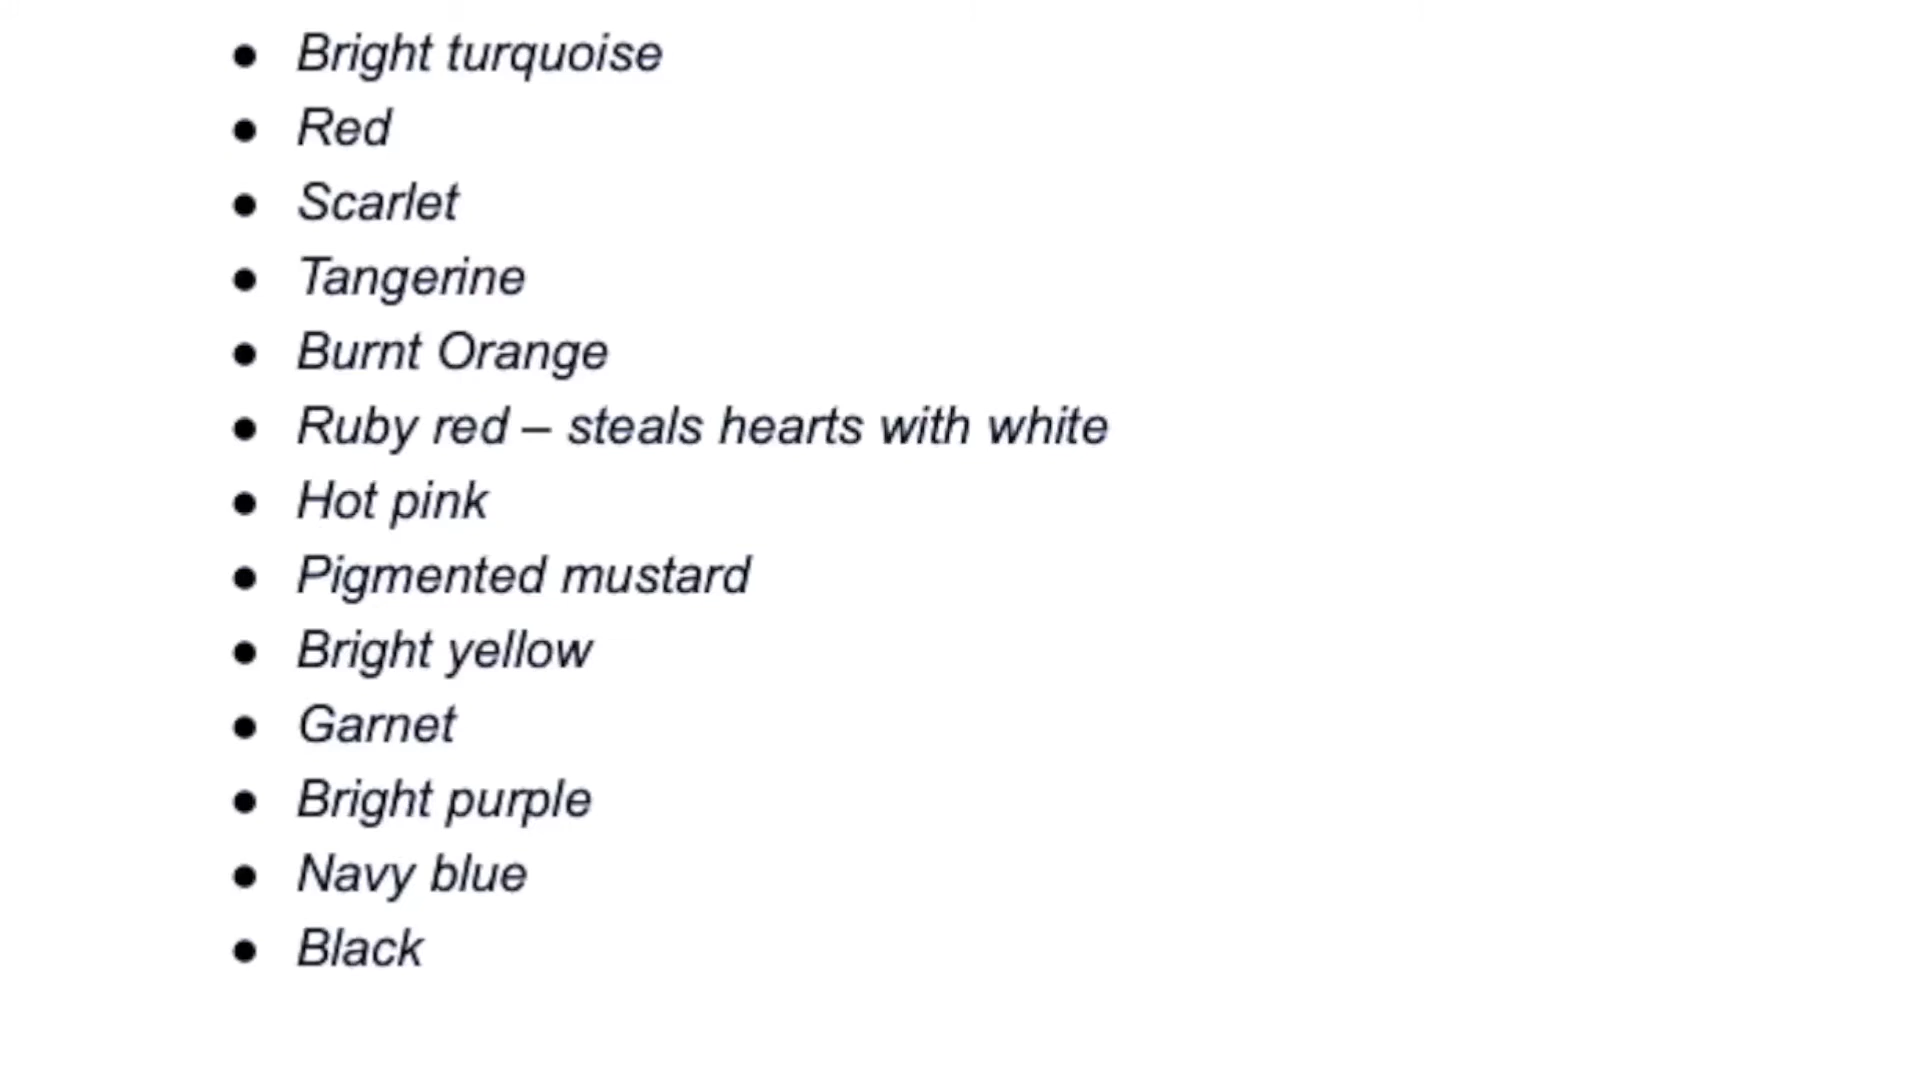 ● Bright turquoise
● Red
● Scarlet
● Tangerine
● Burnt Orange
● Ruby red – steals hearts with white
● Hot pink
● Pigmented mustard
● Bright yellow
● Garnet
● Bright purple
● Navy blue
● Black